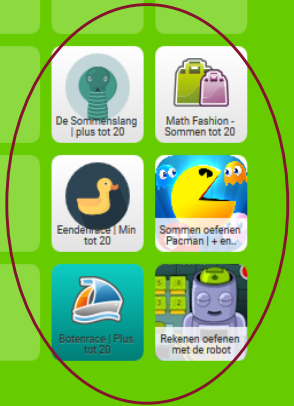 De Sommenslang
| plus tot 20
Math Fashion -
Sommen tot 20
Eendenrace | Min
tot 20
Sommen oefenen
Pacman | + en..
Botenrace | Plus
tot 20
Rekenen oefenen
met de robot